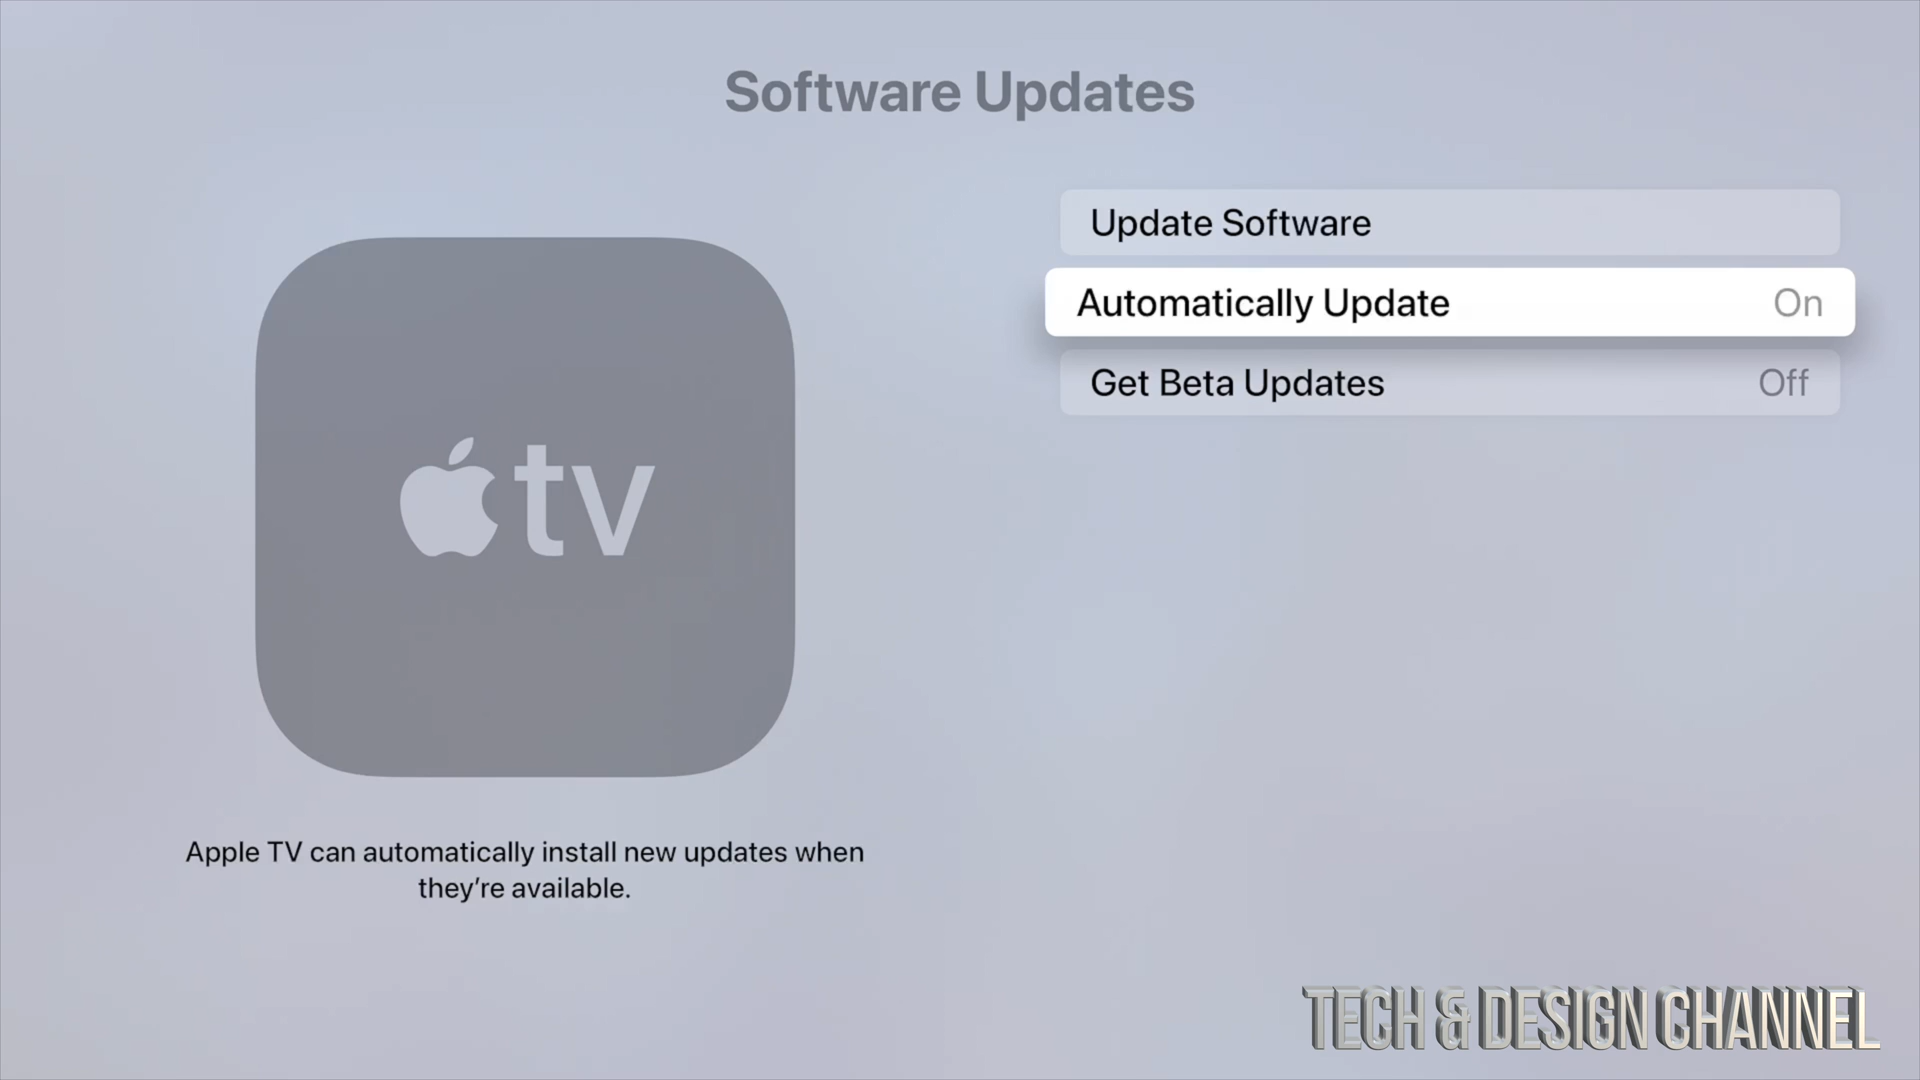 Software Updates
Update Software
Automatically Update On
Get Beta Updates Off
tv
Apple TV can automatically install new updates when
they're available.
TECH & DESIGN CHANNEL